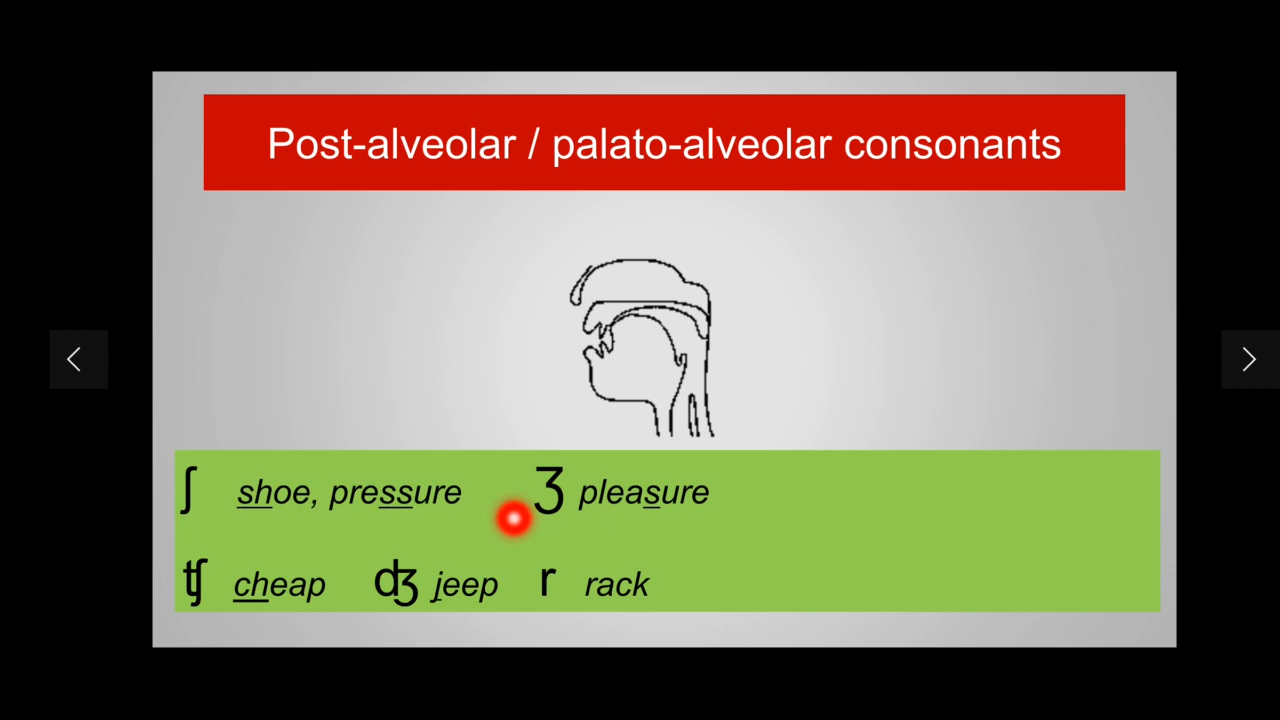 Post-alveolar / palato-alveolar consonants
ʃ shoe, pressure ʒ pleasure
ʧ cheap ʤ jeep r rack